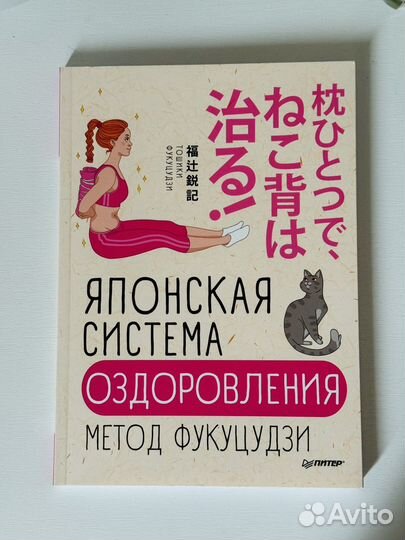 枕ひとつで、
ねこ背は
治る!
福辻鋭記
ТОШИКИ
ФУКУЦУДЗИ
ЯПОНСКАЯ
СИСТЕМА
ОЗДОРОВЛЕНИЯ
МЕТОД ФУКУЦУДЗИ
ПИТЕР®
Avito